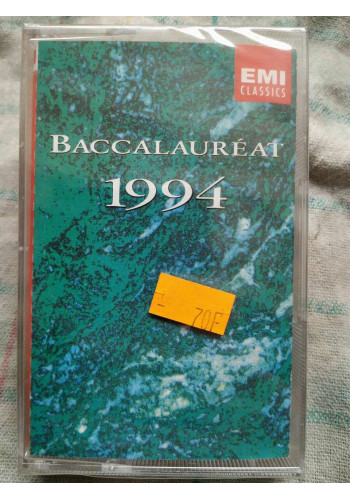 EMI
CLASSICS
BACCALAURÉAT
1994
70F